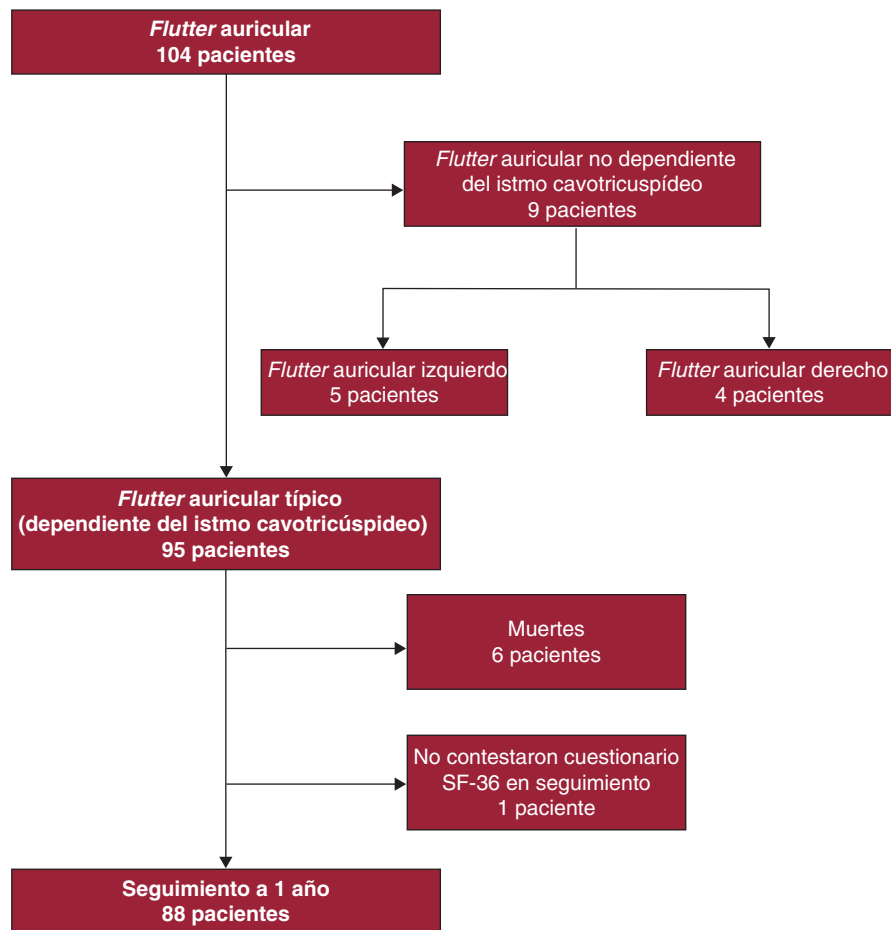 Flutter auricular
104 pacientes
Flutter auricular no dependiente
del istmo cavotricuspídeo
9 pacientes
Flutter auricular izquierdo
5 pacientes
Flutter auricular derecho
4 pacientes
Flutter auricular típico
(dependiente del istmo cavotricúspideo)
95 pacientes
Muertes
6 pacientes
No contestaron cuestionario
SF-36 en seguimiento
1 paciente
Seguimiento a 1 año
88 pacientes